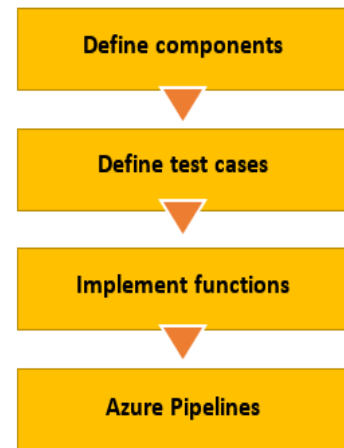 Define components
Define test cases
Implement functions
Azure Pipelines